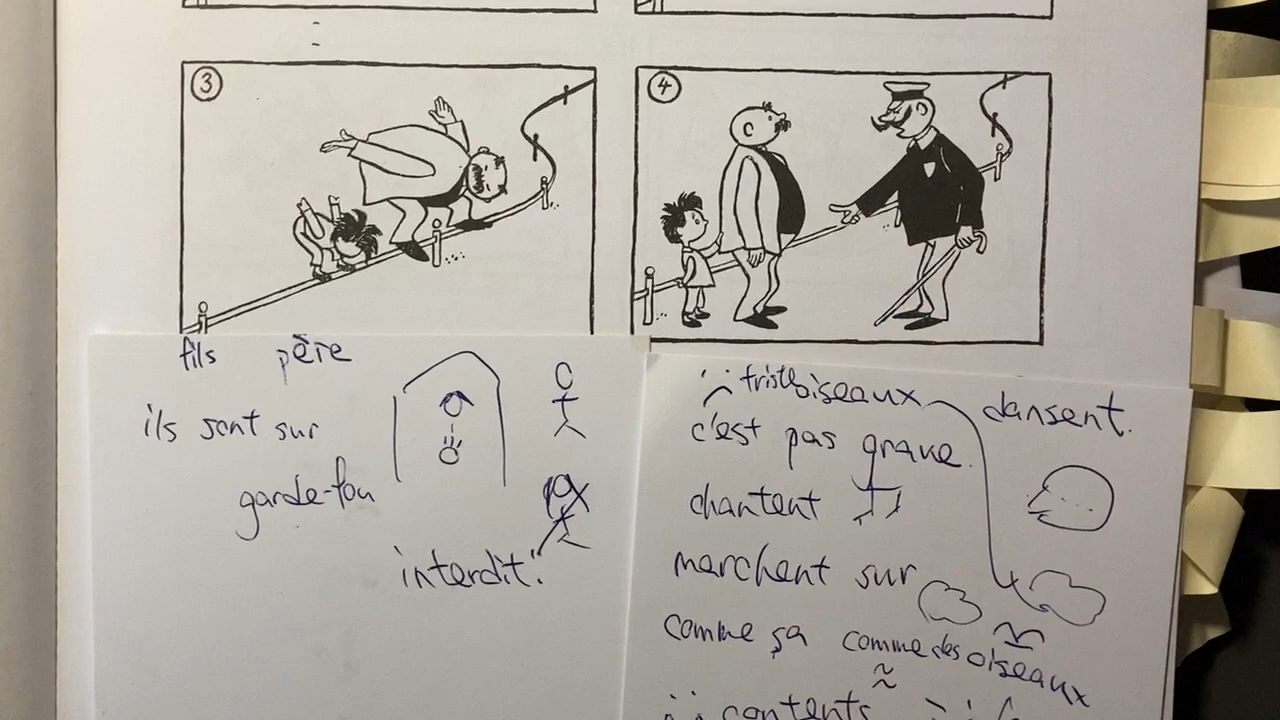 3
4
fils père
ils sont sur
garde-fou
interdit!
triste oiseaux dansent.
c'est pas grave.
chantent
marchent sur
comme ça comme des oiseaux
contents